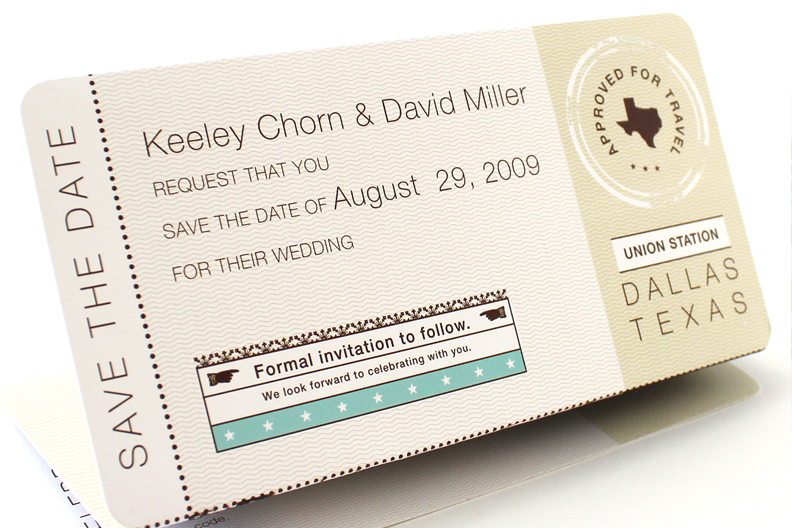 SAVE THE DATE
Keeley Chorn & David Miller
REQUEST THAT YOU
SAVE THE DATE OF August 29, 2009
FOR THEIR WEDDING
Formal invitation to follow.
We look forward to celebrating with you.
APPROVED FOR TRAVEL
UNION STATION
DALLAS
TEXAS
code.